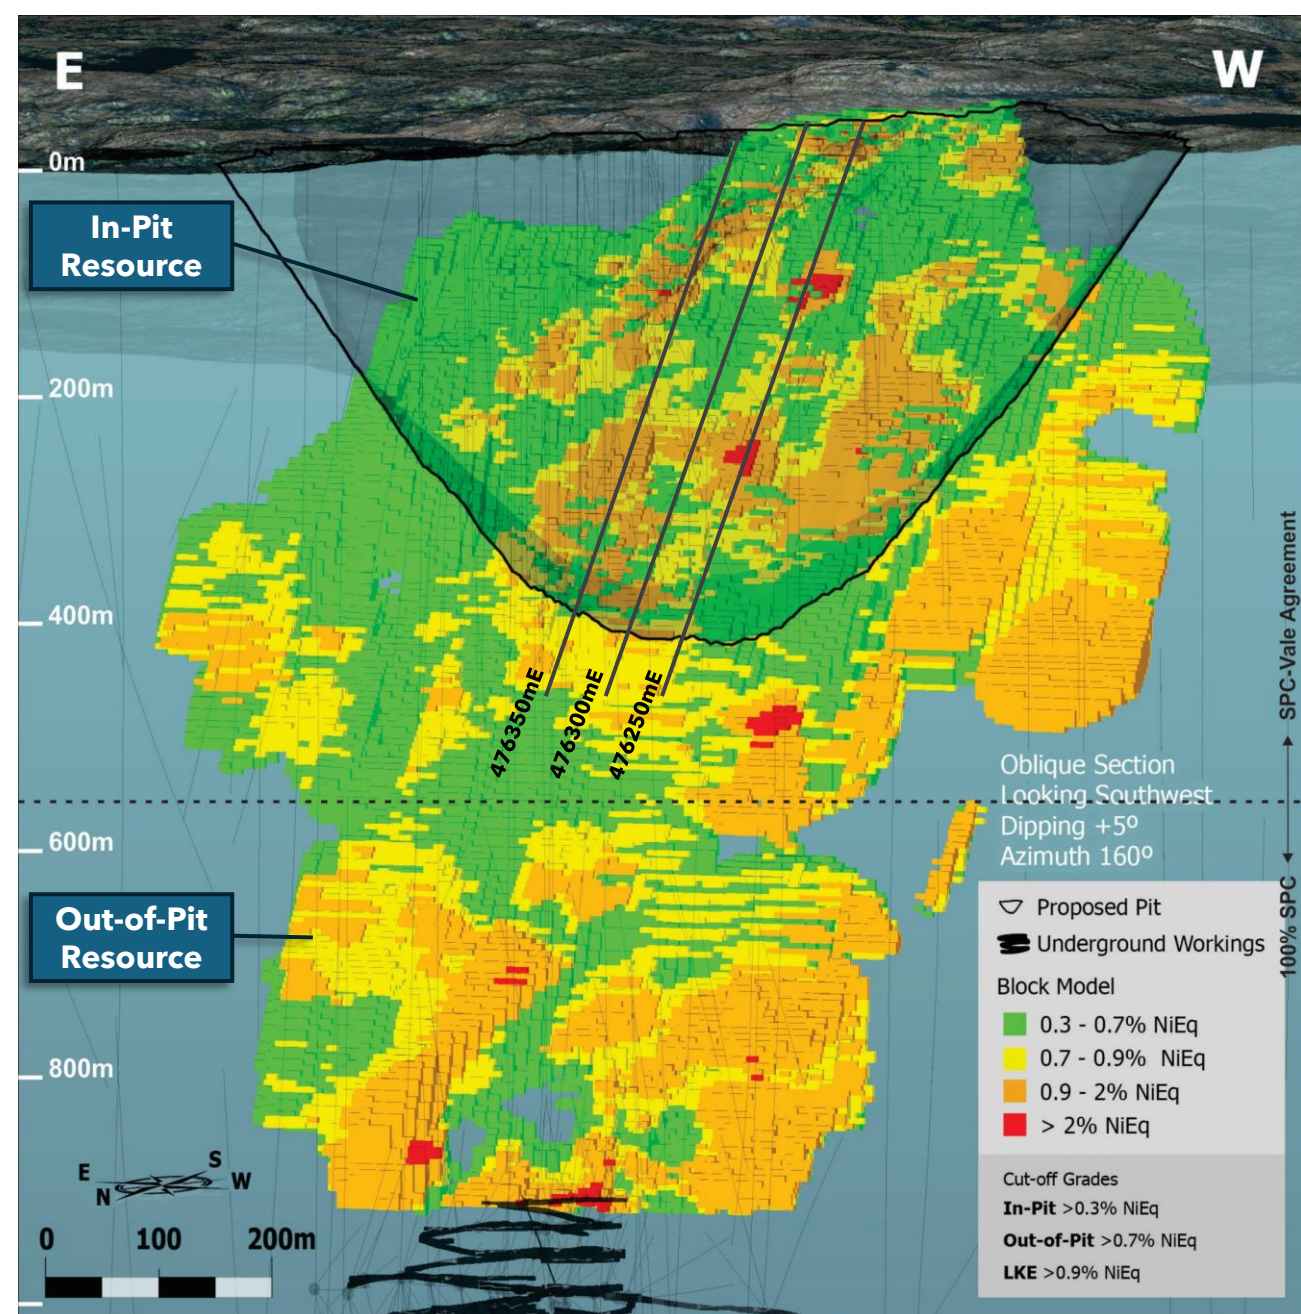 E
W
0m
In-Pit
Resource
200m
400m
476350mE
476300mE
476250mE
SPC-Vale Agreement
100% SPC
Oblique Section
Looking Southwest
Dipping +5º
Azimuth 160º
600m
Out-of-Pit
Resource
800m
Proposed Pit
Underground Workings
Block Model
0.3 - 0.7% NiEq
0.7 - 0.9% NiEq
0.9 - 2% NiEq
> 2% NiEq
Cut-off Grades
In-Pit >0.3% NiEq
Out-of-Pit >0.7% NiEq
LKE >0.9% NiEq
E
S
N
W
0 100 200m